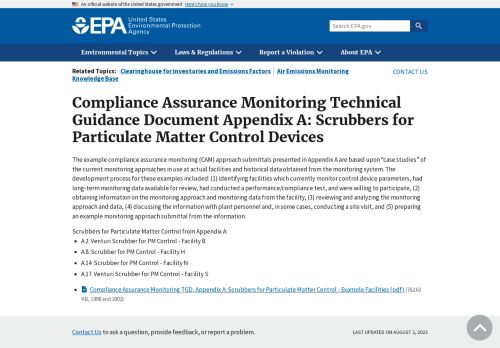 An official website of the United States government Here's how you know
EPA United States
Environmental Protection
Agency
Search EPA.gov
Environmental Topics Laws & Regulations Report a Violation About EPA
Related Topics: Clearinghouse for Inventories and Emissions Factors | Air Emissions Monitoring
Knowledge Base
CONTACT US
Compliance Assurance Monitoring Technical
Guidance Document Appendix A: Scrubbers for
Particulate Matter Control Devices
The example compliance assurance monitoring (CAM) approach submittals presented in Appendix A are based upon “case studies” of
the current monitoring approaches in use at actual facilities and historical data obtained from the monitoring system. The
development process for these examples included: (1) identifying facilities which currently monitor control device parameters, had
long-term monitoring data available for review, had conducted a performance/compliance test, and were willing to participate, (2)
obtaining information on the monitoring approach and monitoring data from the facility, (3) reviewing and analyzing the monitoring
approach and data, (4) discussing the information with plant personnel and, in some cases, conducting a site visit, and (5) preparing
an example monitoring approach submittal from the information.
Scrubbers for Particulate Matter Control from Appendix A:
• A.2 Venturi Scrubber for PM Control - Facility B
• A.8 Scrubber for PM Control - Facility H
• A.14 Scrubber for PM Control - Facility N
• A.17 Venturi Scrubber for PM Control - Facility S
• Compliance Assurance Monitoring TGD, Appendix A: Scrubbers for Particulate Matter Control - Example Facilities (pdf) (762.63
KB, 1998 and 2002)
Contact Us to ask a question, provide feedback, or report a problem.
LAST UPDATED ON AUGUST 2, 2023